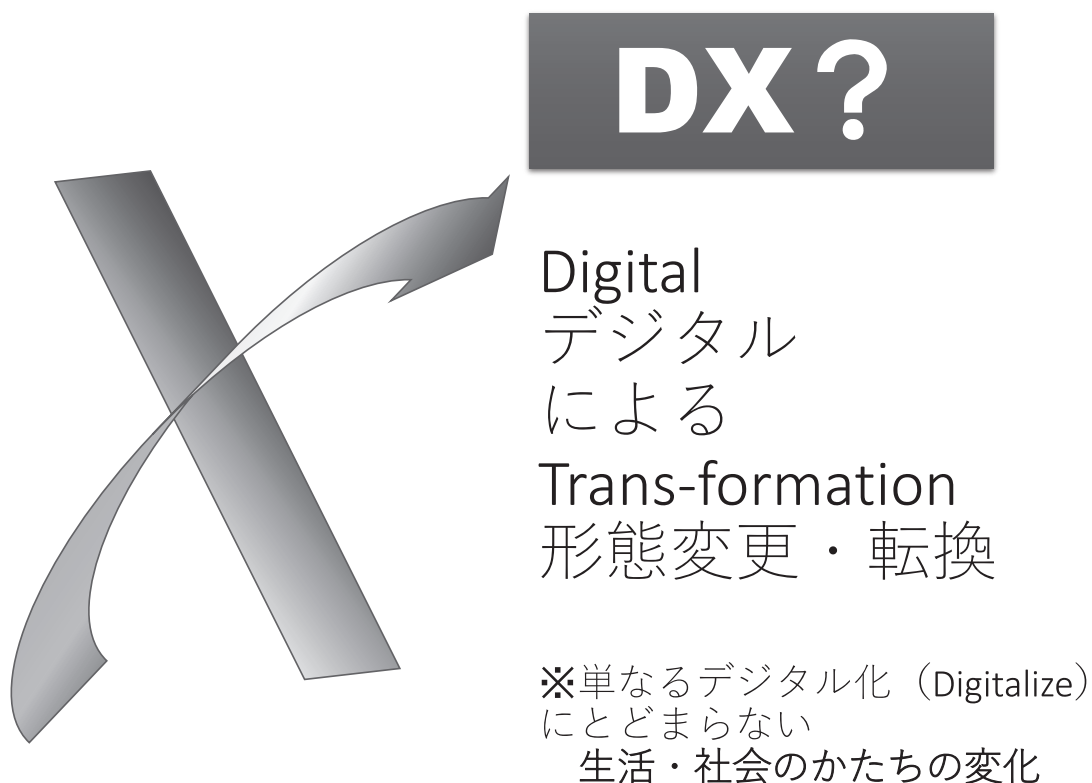 DX？
Digital
デジタル
による
Trans-formation
形態変更・転換
※単なるデジタル化（Digitalize）
にとどまらない
生活・社会のかたちの変化